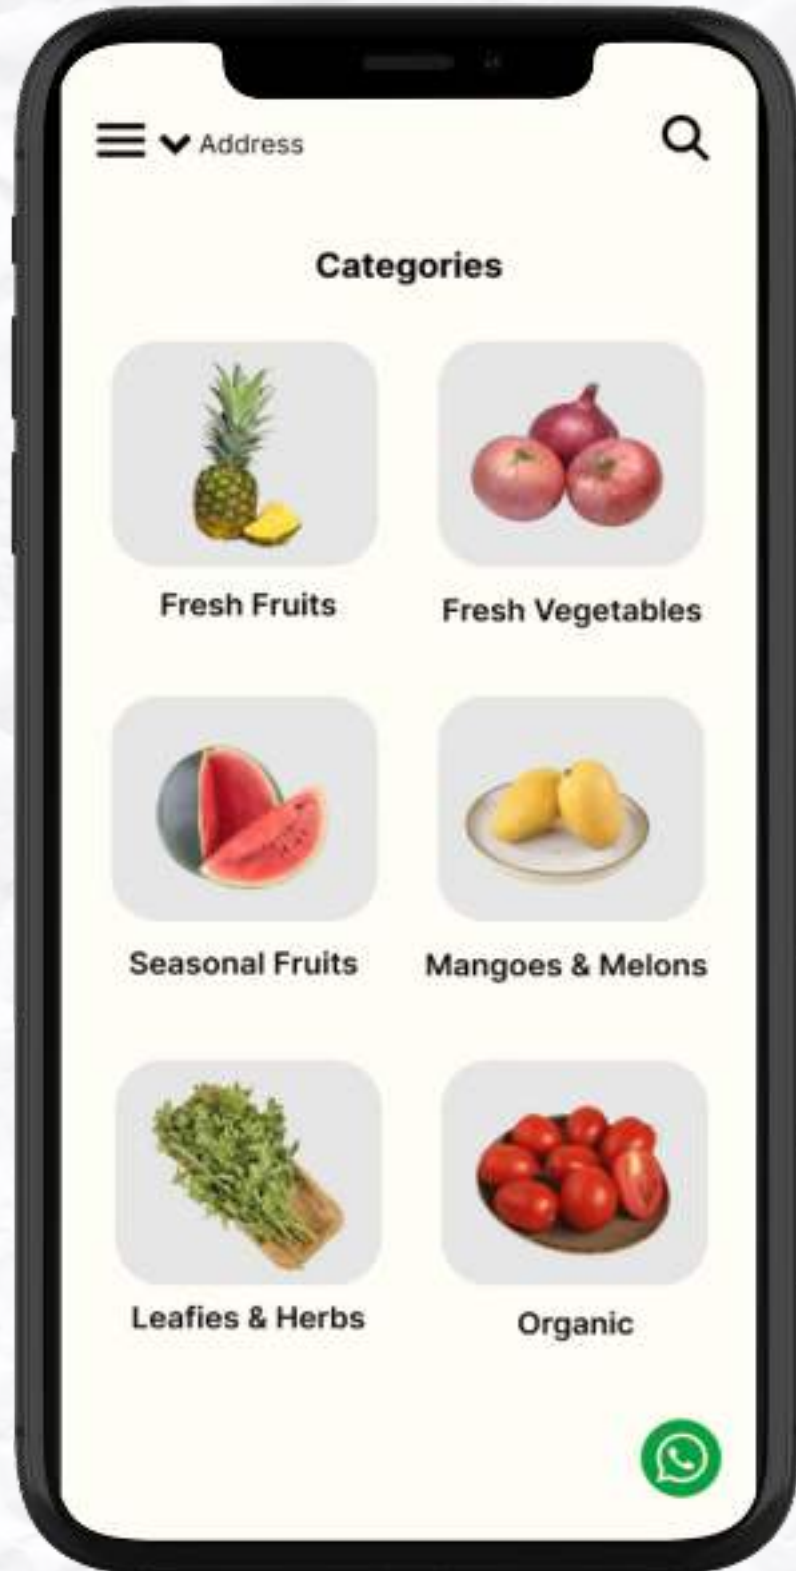 Address
Categories
Fresh Fruits
Fresh Vegetables
Seasonal Fruits
Mangoes & Melons
Leafies & Herbs
Organic